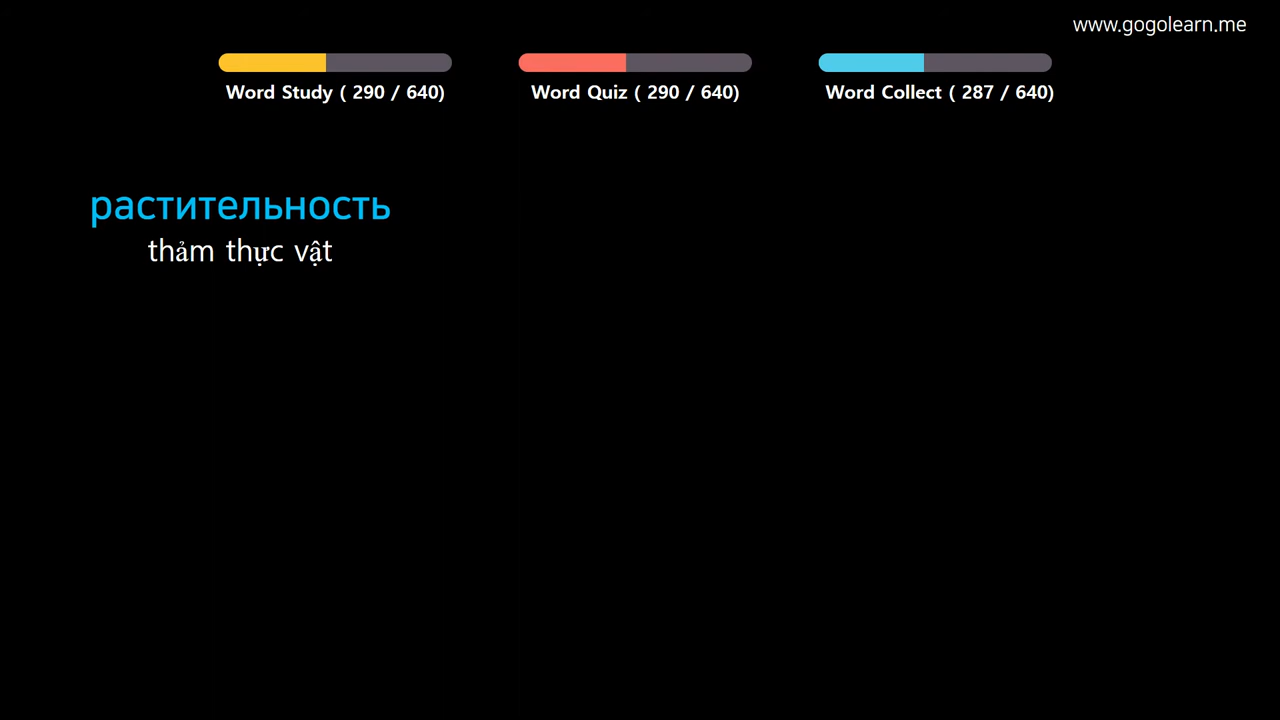 www.gogolearn.me
Word Study ( 290 / 640)
Word Quiz ( 290 / 640)
Word Collect ( 287 / 640)
растительность
thảm thực vật